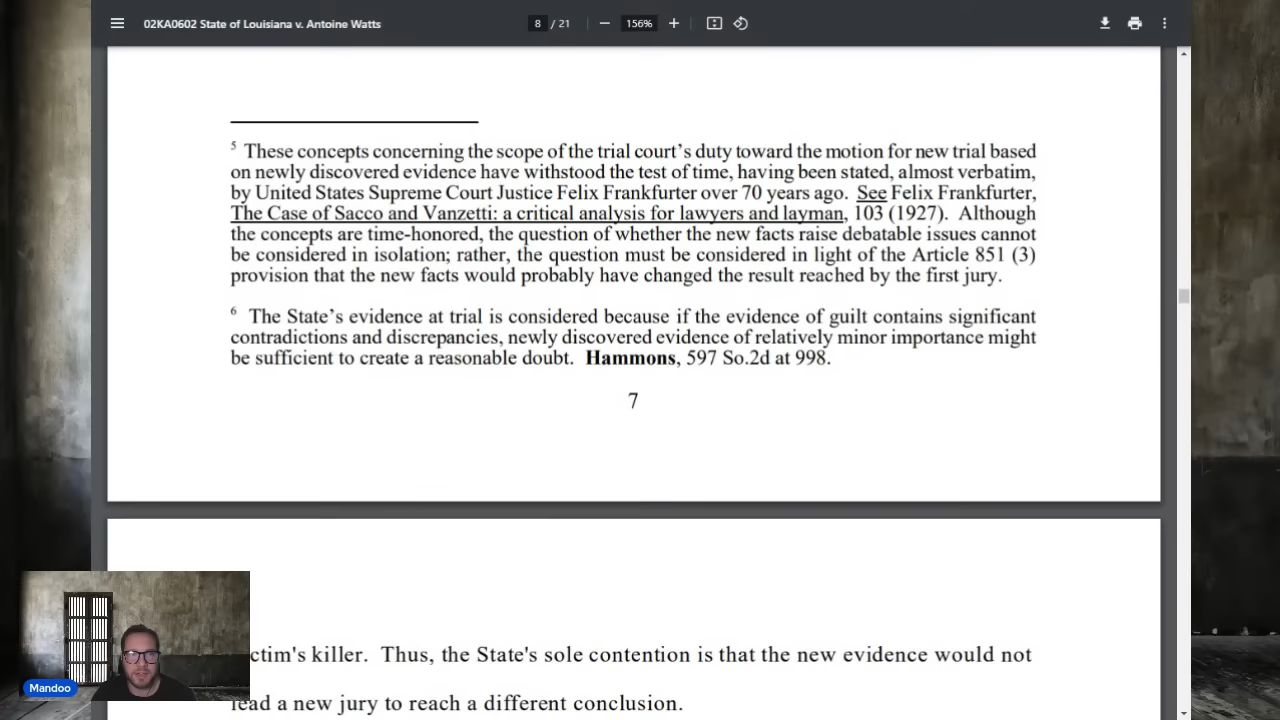 02KA0602 State of Louisiana v. Antoine Watts
8 / 21
156%
5 These concepts concerning the scope of the trial court's duty toward the motion for new trial based
on newly discovered evidence have withstood the test of time, having been stated, almost verbatim,
by United States Supreme Court Justice Felix Frankfurter over 70 years ago. See Felix Frankfurter,
The Case of Sacco and Vanzetti: a critical analysis for lawyers and layman, 103 (1927). Although
the concepts are time-honored, the question of whether the new facts raise debatable issues cannot
be considered in isolation; rather, the question must be considered in light of the Article 851 (3)
provision that the new facts would probably have changed the result reached by the first jury.
6 The State's evidence at trial is considered because if the evidence of guilt contains significant
contradictions and discrepancies, newly discovered evidence of relatively minor importance might
be sufficient to create a reasonable doubt. Hammons, 597 So.2d at 998.
7
ctim's killer. Thus, the State's sole contention is that the new evidence would not
lead a new jury to reach a different conclusion.
Mandoo